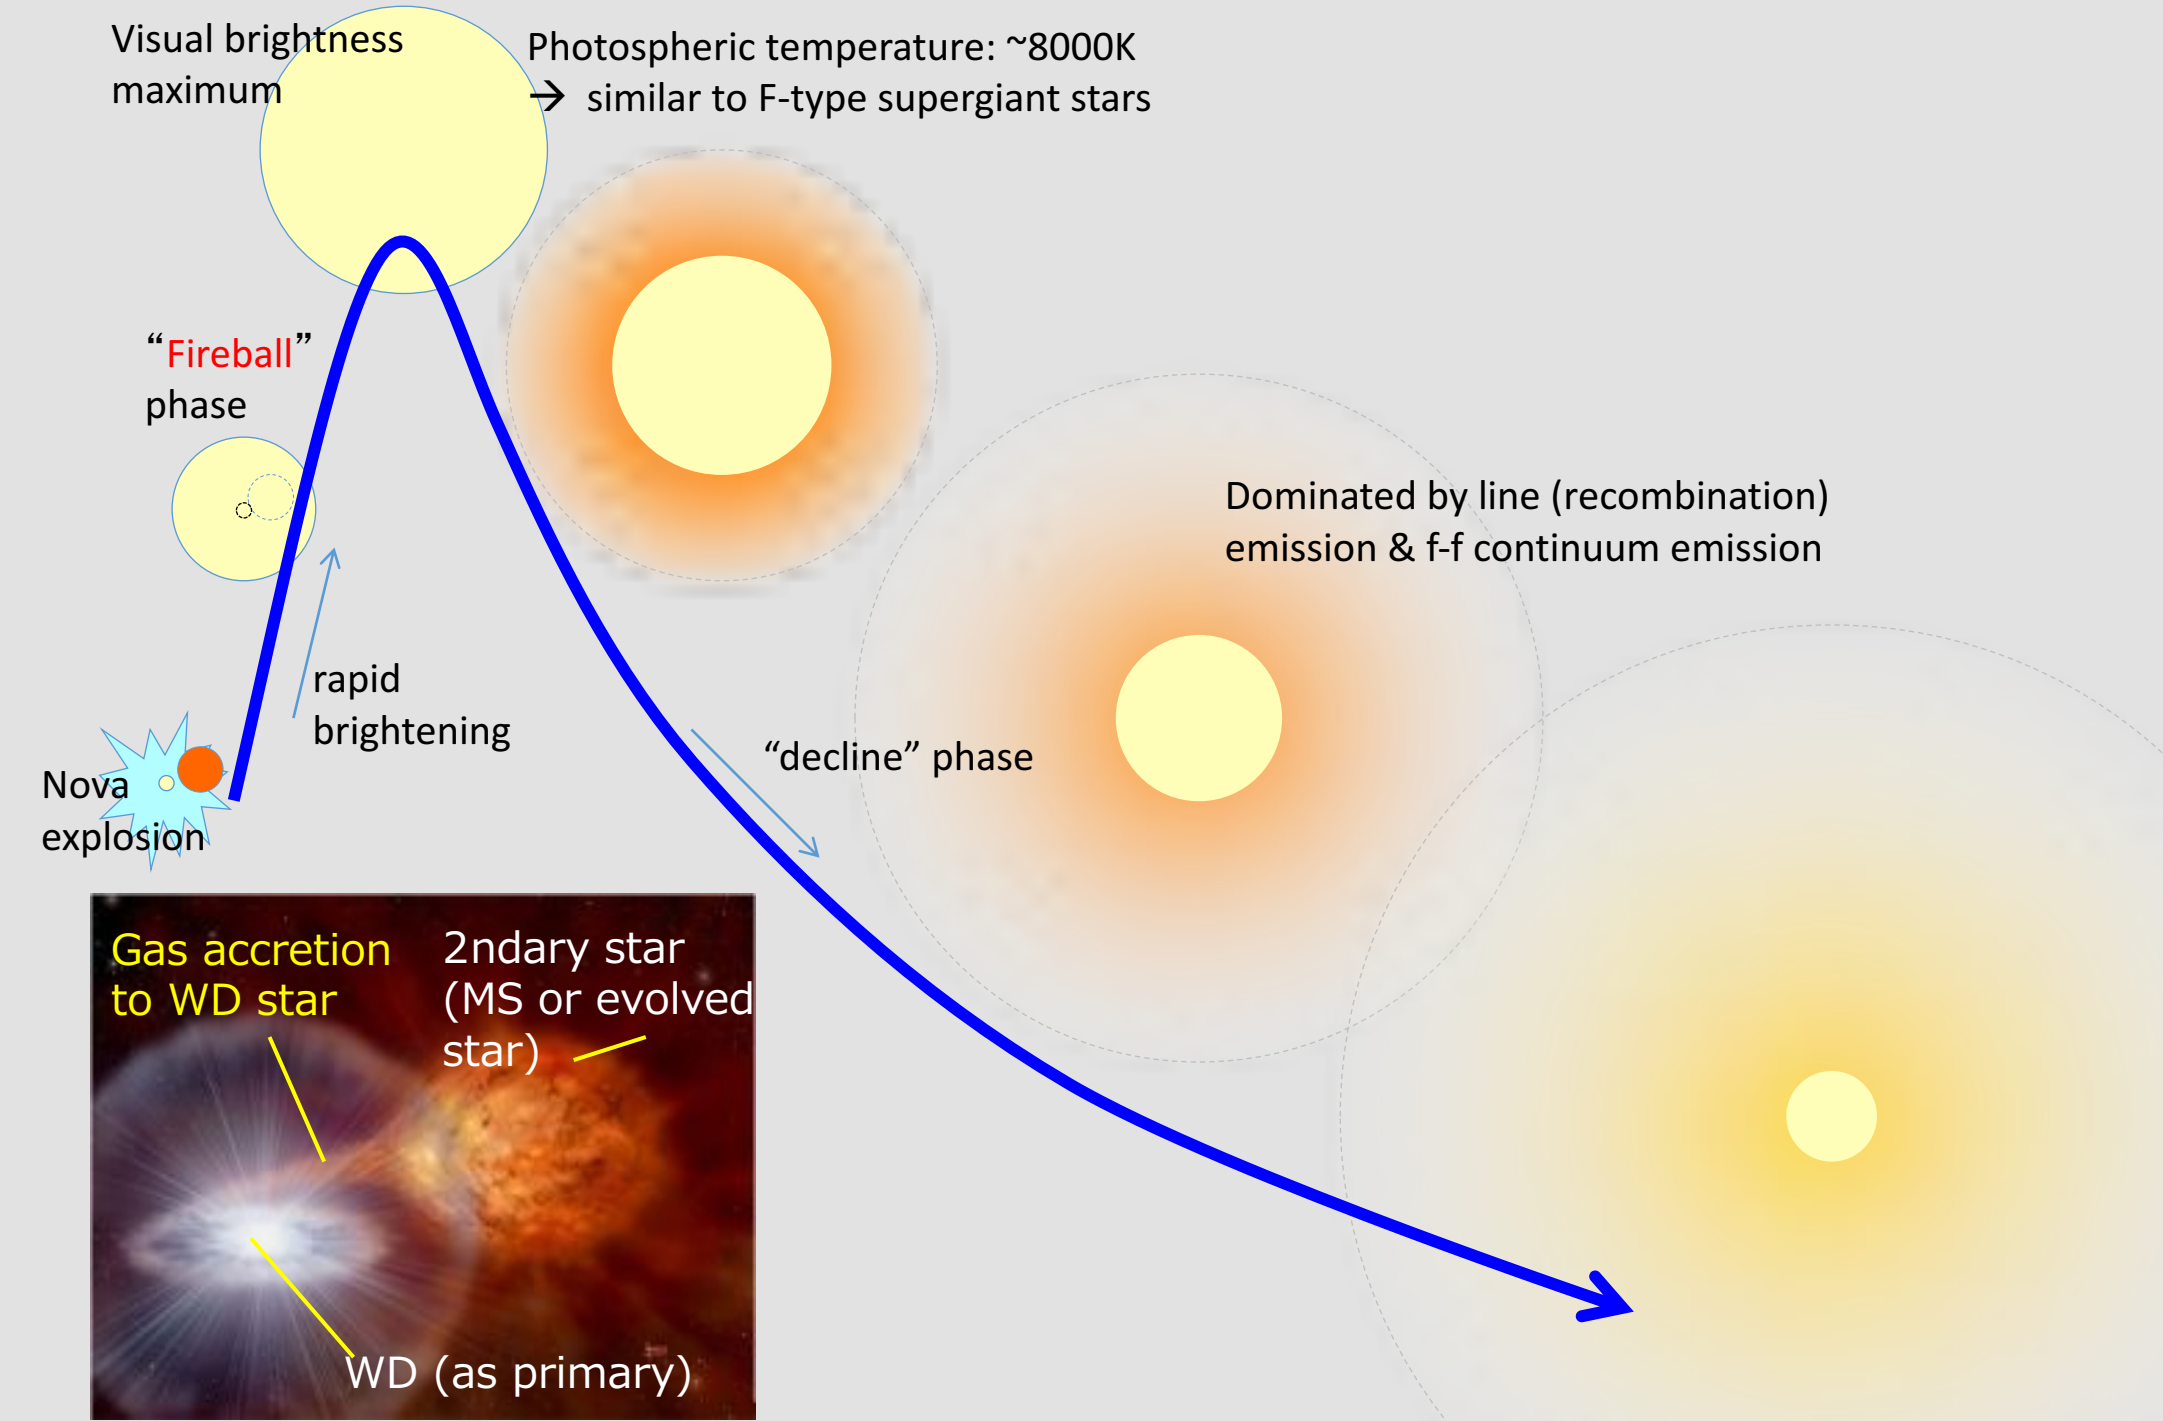 Visual brightness
maximum
Photospheric temperature: ~8000K
→ similar to F-type supergiant stars
“Fireball”
phase
Dominated by line (recombination)
emission & f-f continuum emission
rapid
brightening
“decline” phase
Nova
explosion
Gas accretion
to WD star
2ndary star
(MS or evolved
star)
WD (as primary)